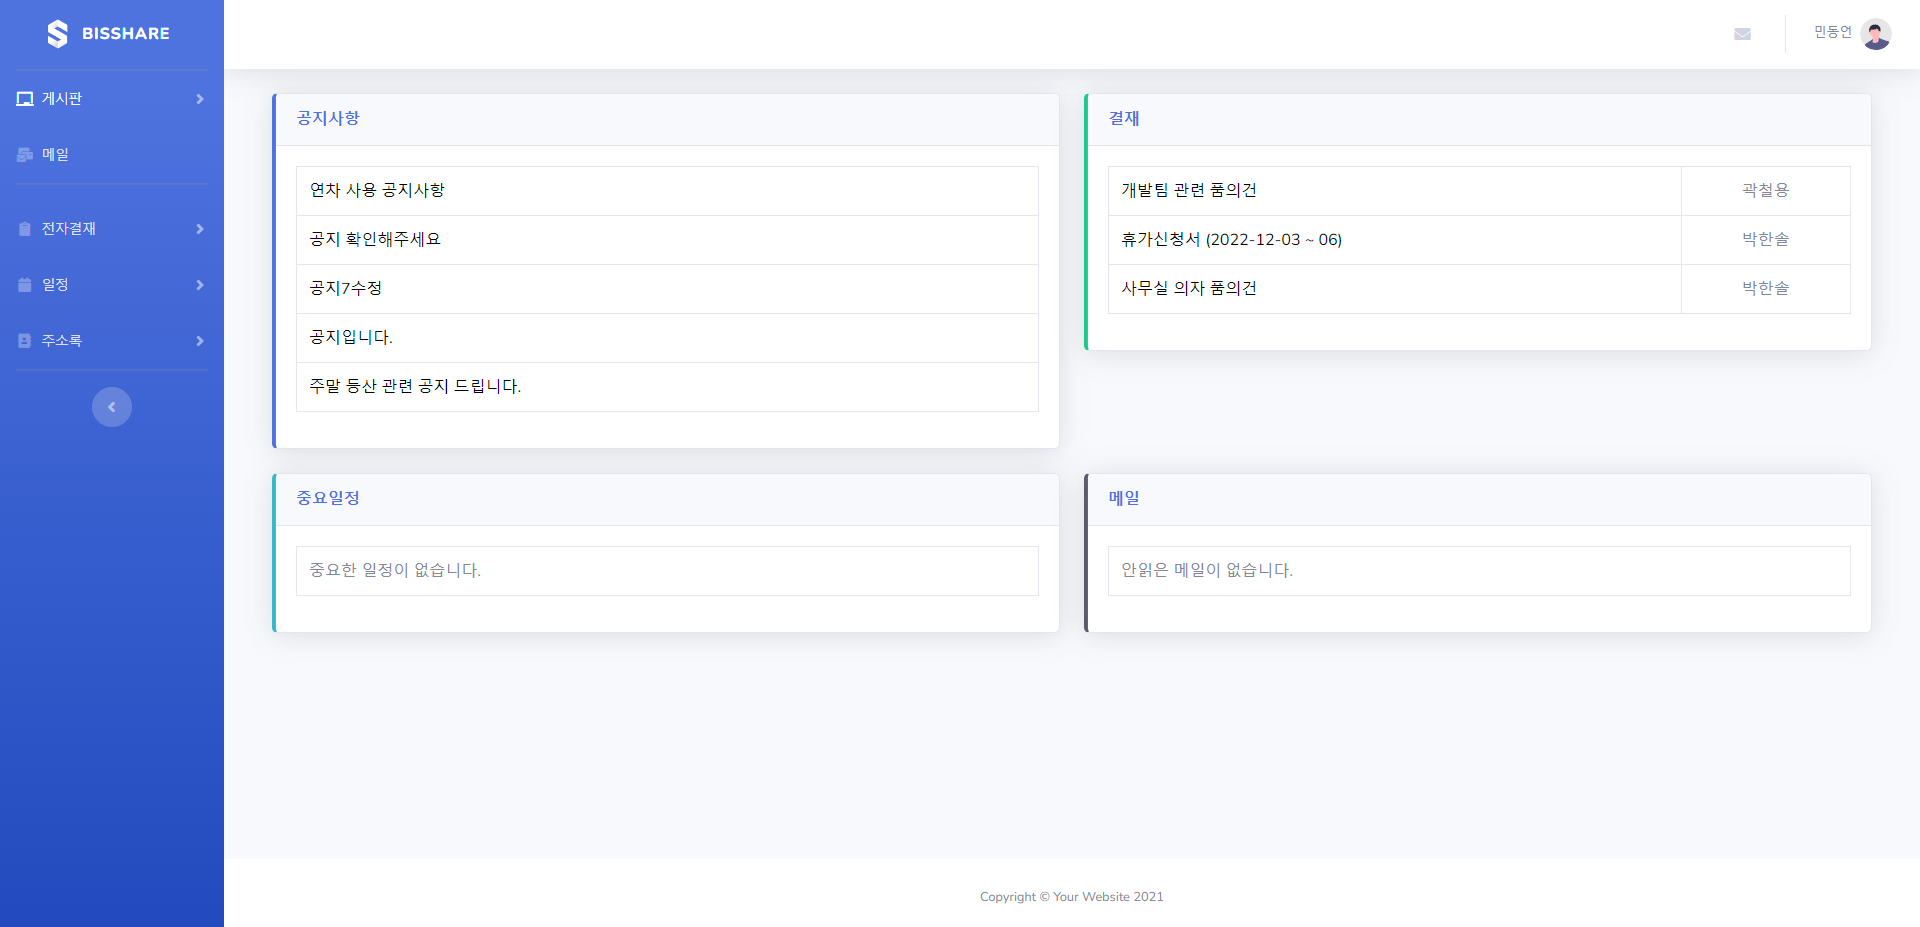 BISSHARE
민동언
게시판
메일
전자결재
일정
주소록
공지사항
연차 사용 공지사항
공지 확인해주세요
공지7수정
공지입니다.
주말 등산 관련 공지 드립니다.
결재
개발팀 관련 품의건 곽철용
휴가신청서 (2022-12-03 ~ 06) 박한솔
사무실 의자 품의건 박한솔
중요일정
중요한 일정이 없습니다.
메일
안읽은 메일이 없습니다.
Copyright © Your Website 2021